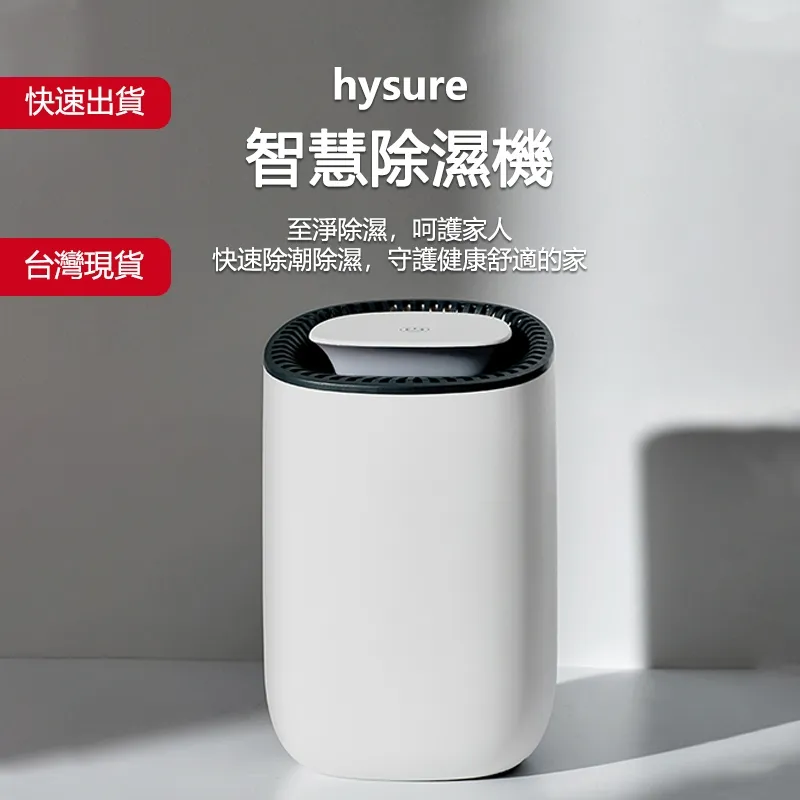 hysure
快速出貨
智慧除濕機
至淨除濕，呵護家人
台灣現貨
快速除潮除濕，守護健康舒適的家